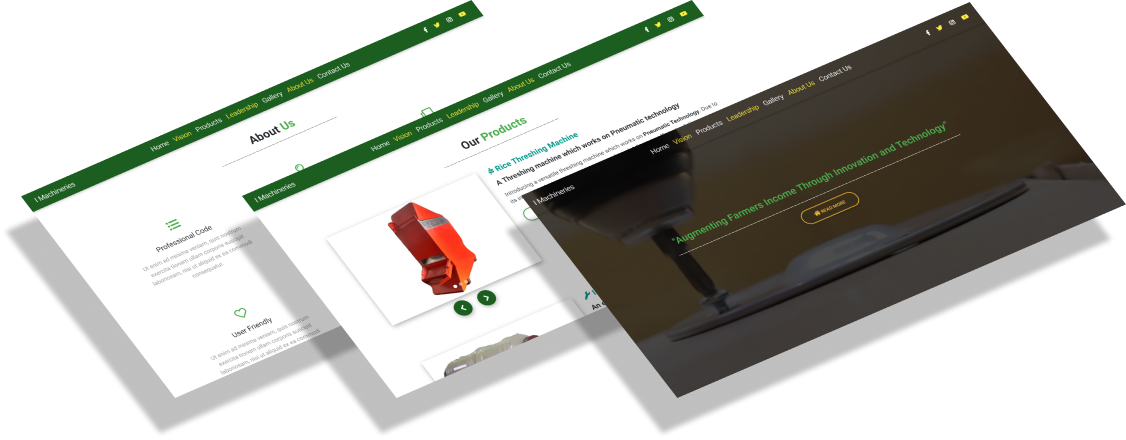 Home Vision Products Leadership Gallery About Us Contact Us
I Machineries
About Us
Professional Code
Ut enim ad minima veniam, quis nostrum
exercita tionem ullam corporis suscipit
laboriosam, nisi ut aliquid ex ea commodi
consequatur.
User Friendly
Ut enim ad minima veniam, quis nostrum
exercita tionem ullam corporis suscipit
laboriosam, nisi ut aliquid ex ea commodi
Home Vision Products Leadership Gallery About Us Contact Us
I Machineries
Our Products
Rice Threshing Machine
A Threshing machine which works on Pneumatic technology
Introducing a versatile threshing machine which works on Pneumatic Technology. Due to
its
An
Home Vision Products Leadership Gallery About Us Contact Us
I Machineries
"Augmenting Farmers Income Through Innovation and Technology"
READ MORE